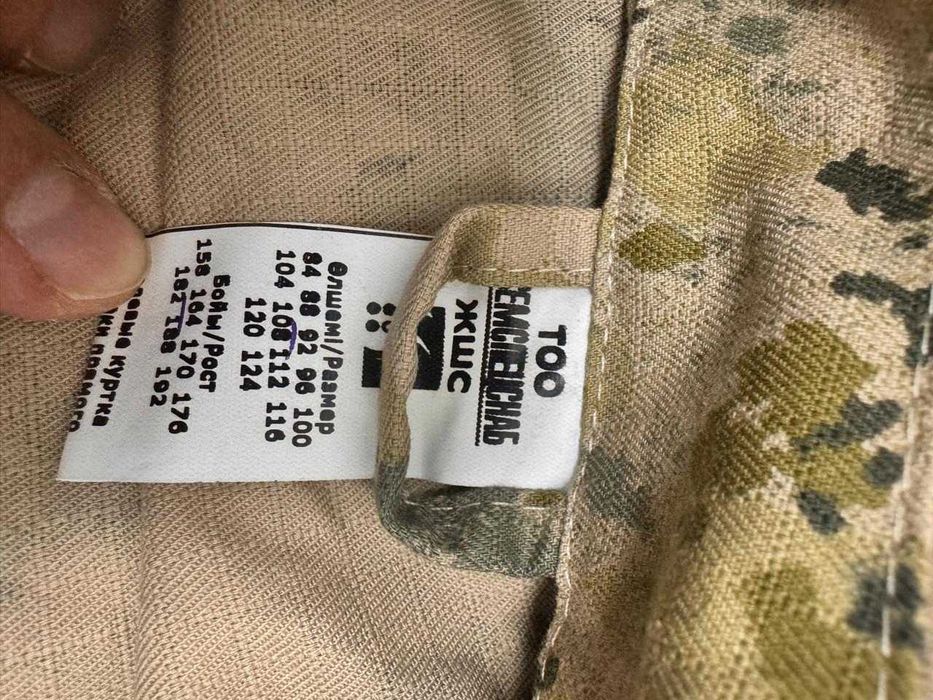 ТОО
ЖШС
Өлшемі/Размер
84 88 92 96 100
104 108 112 116
120 124
Бойы/Рост
158 164 170 176
182 188 192
куртка